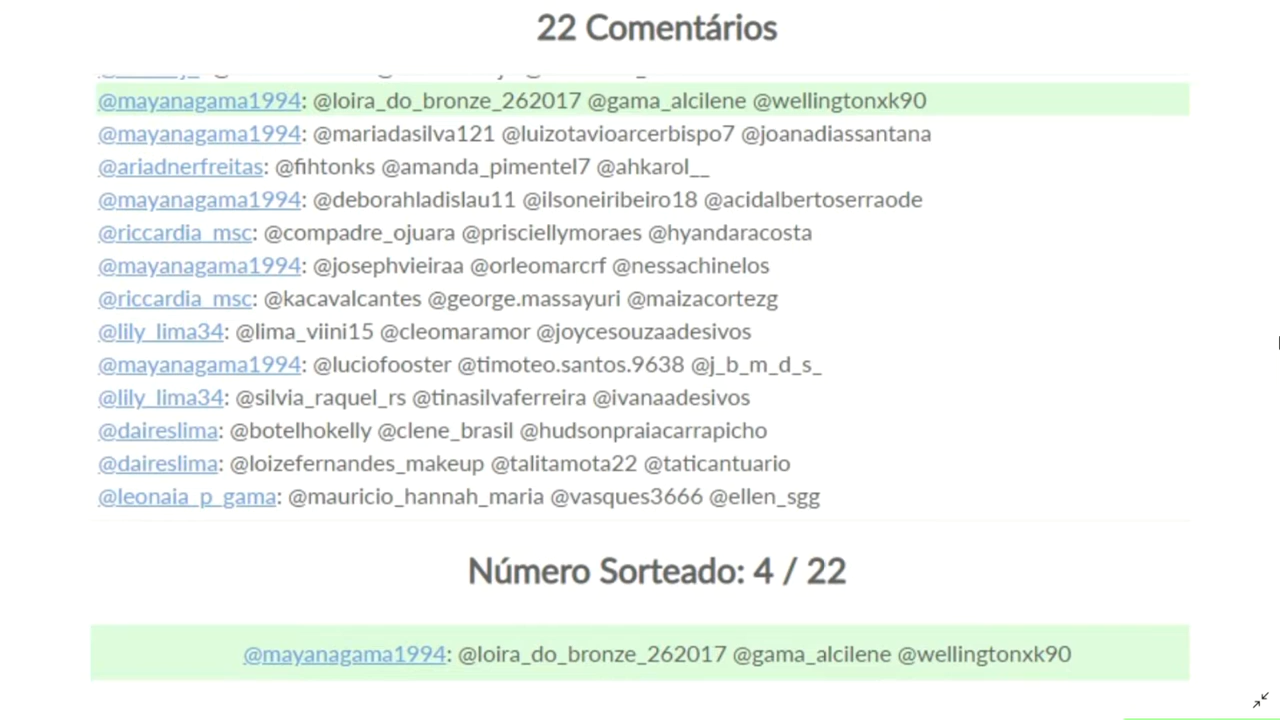 22 Comentários
@mayanagama1994: @loira_do_bronze_262017 @gama_alcilene @wellingtonxk90
@mayanagama1994: @mariadasilva121 @luizotavioarcerbispo7 @joanadiassantana
@ariadnerfreitas: @fihtonks @amanda_pimentel7 @ahkarol__
@mayanagama1994: @deborahladislau11 @ilsoneiribeiro18 @acidalbertoserraode
@riccardia_msc: @compadre_ojuara @prisciellymoraes @hyandaracosta
@mayanagama1994: @josephvieiraa @orleomarcrf @nessachinelos
@riccardia_msc: @kacavalcantes @george.massayuri @maizacortezg
@lily_lima34: @lima_viini15 @cleomaramor @joycesouzaadesivos
@mayanagama1994: @luciofooster @timoteo.santos.9638 @j_b_m_d_s_
@lily_lima34: @silvia_raquel_rs @tinasilvaferreira @ivanaadesivos
@daireslima: @botelhokelly @clene_brasil @hudsonpraiacarrapicho
@daireslima: @loizefernandes_makeup @talitamota22 @taticantuario
@leonaia_p_gama: @mauricio_hannah_maria @vasques3666 @ellen_sgg
Número Sorteado: 4 / 22
@mayanagama1994: @loira_do_bronze_262017 @gama_alcilene @wellingtonxk90